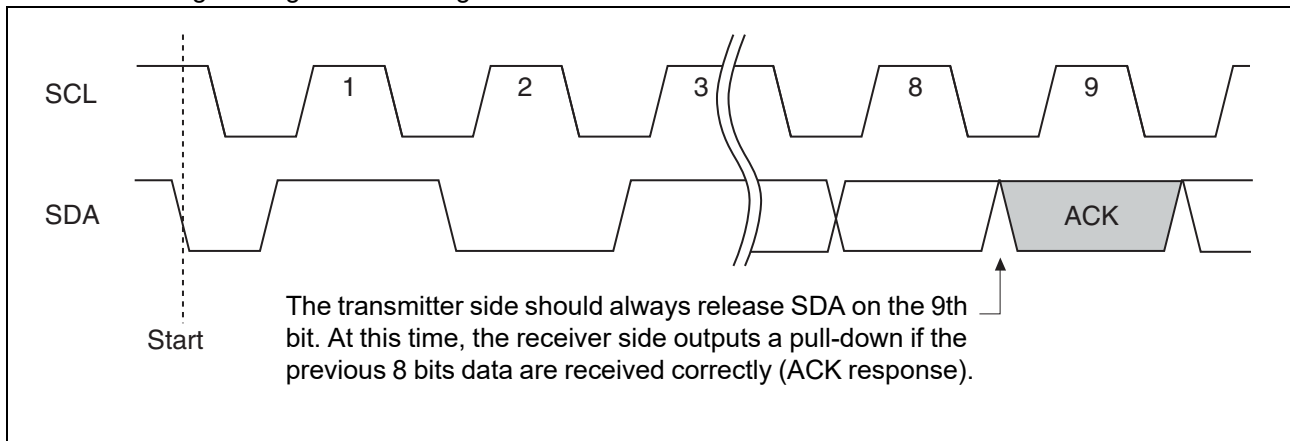 SCL
1
2
3
8
9
SDA
ACK
Start
The transmitter side should always release SDA on the 9th
bit. At this time, the receiver side outputs a pull-down if the
previous 8 bits data are received correctly (ACK response).